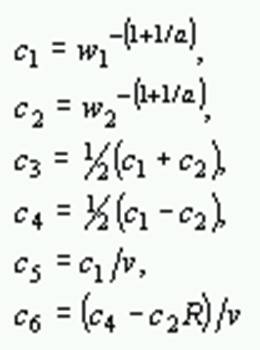 c₁ = w₁^-(1+1/a),
c₂ = w₂^-(1+1/a),
c₃ = ½(c₁ + c₂),
c₄ = ½(c₁ − c₂),
c₅ = c₁/v,
c₆ = (c₄ − c₂R)/v